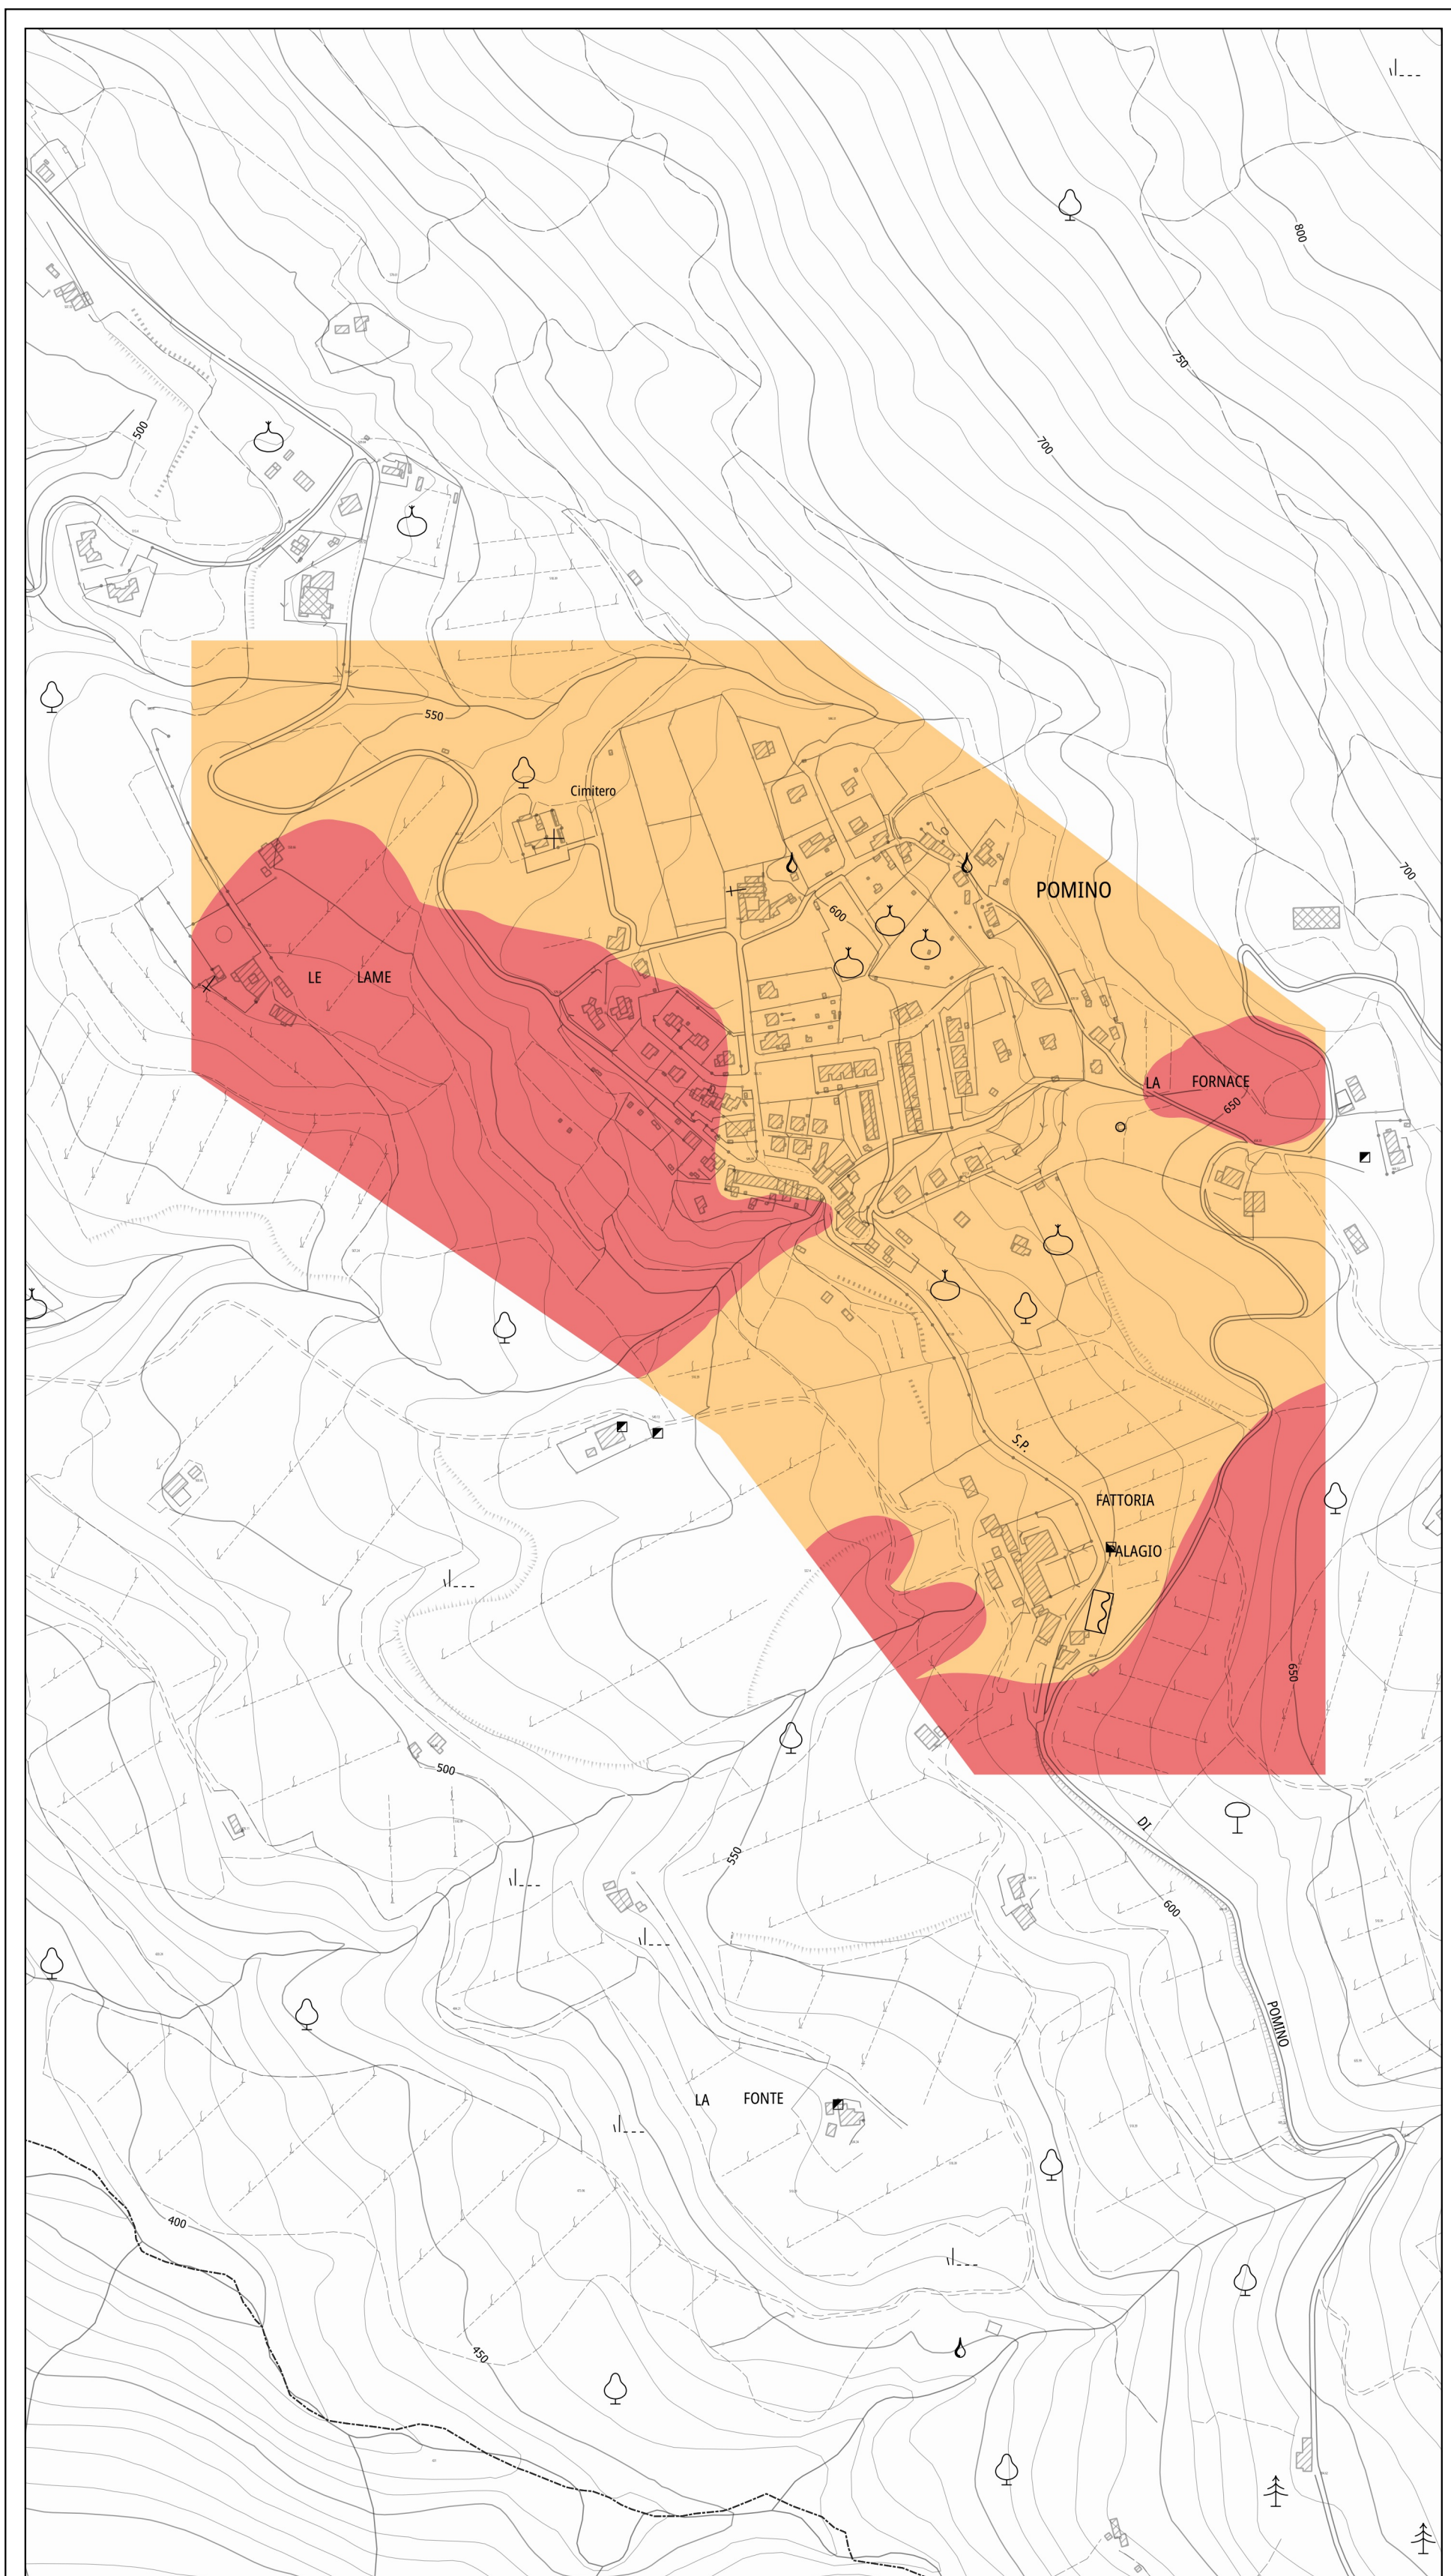 800
750
500
700
550
Cimitero
700
POMINO
600
LE LAME
LA FORNACE
650
S.P.
FATTORIA
PALAGIO
650
500
DI
550
600
POMINO
LA FONTE
400
450